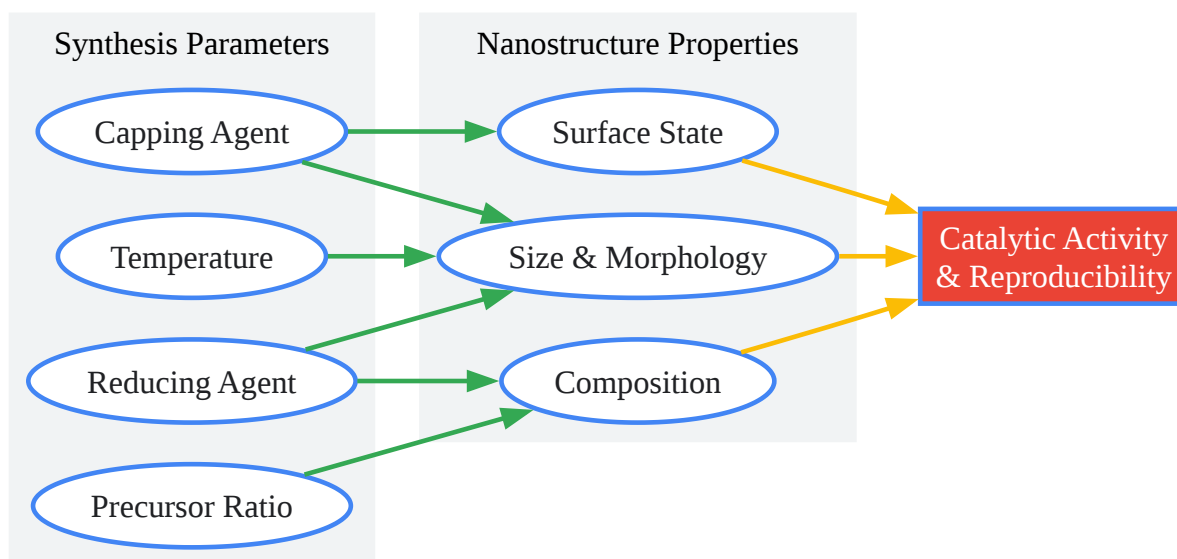 Synthesis Parameters
Nanostructure Properties
Capping Agent
Surface State
Temperature
Size & Morphology
Catalytic Activity
& Reproducibility
Reducing Agent
Composition
Precursor Ratio